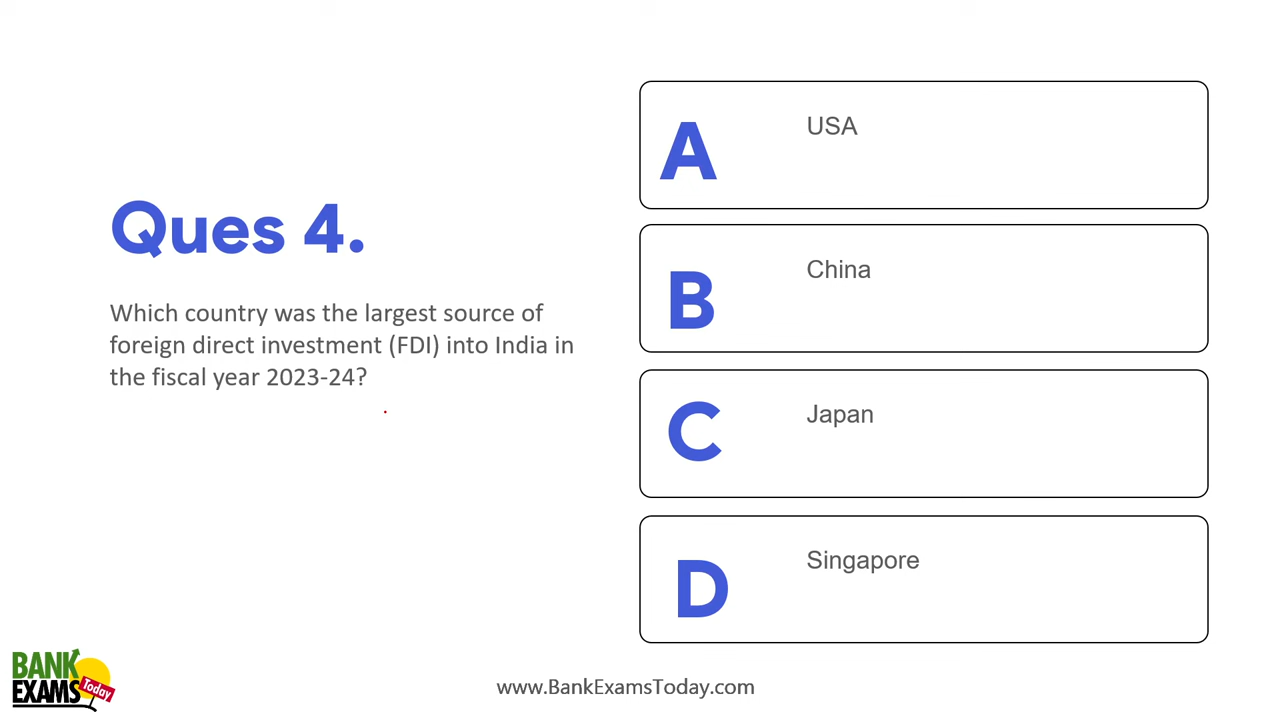 Ques 4.
Which country was the largest source of
foreign direct investment (FDI) into India in
the fiscal year 2023-24?
A
USA
B
China
C
Japan
D
Singapore
BANK
EXAMS
Today
www.BankExamsToday.com